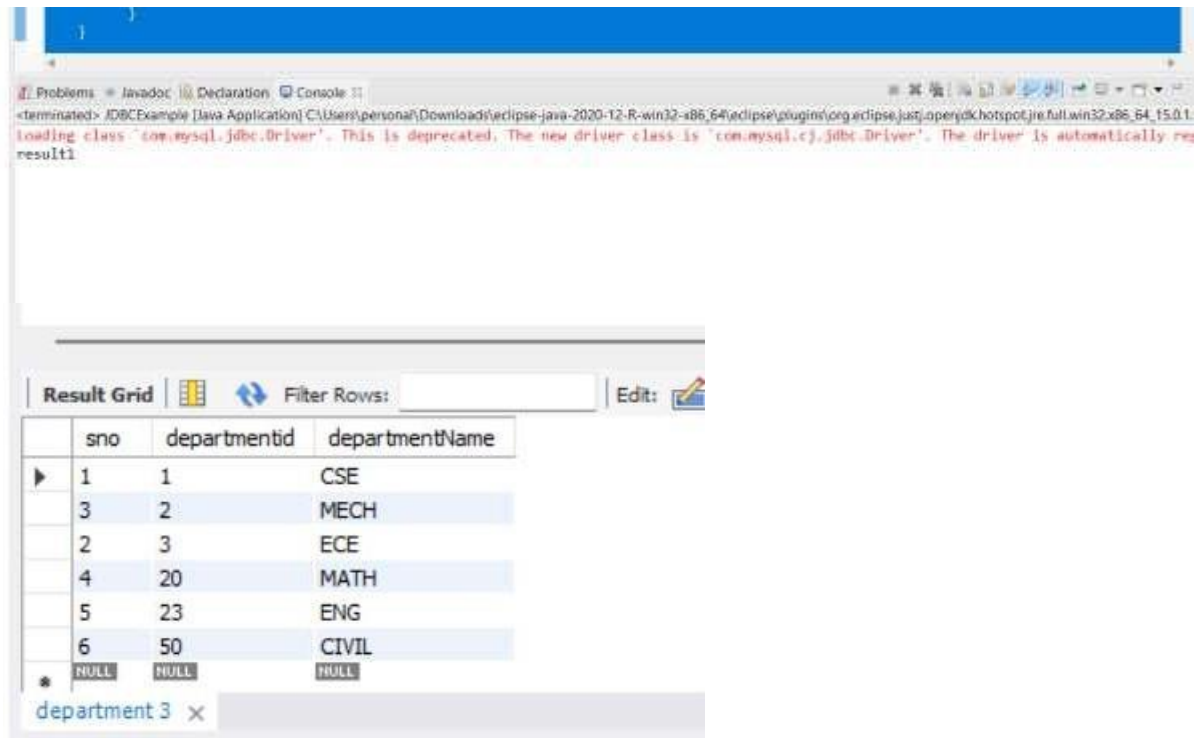 }
}
Problems Javadoc Declaration Console
<terminated> JDBCExample [Java Application] C:\Users\personal\Downloads\eclipse-java-2020-12-R-win32-x86_64\eclipse\plugins\org.eclipse.justj.openjdk.hotspot.jre.full.win32.x86_64_15.0.1.
Loading class `com.mysql.jdbc.Driver'. This is deprecated. The new driver class is `com.mysql.cj.jdbc.Driver'. The driver is automatically reg
result1
Result Grid Filter Rows: Edit:
sno departmentid departmentName
1 1 CSE
3 2 MECH
2 3 ECE
4 20 MATH
5 23 ENG
6 50 CIVIL
NULL NULL NULL
department 3